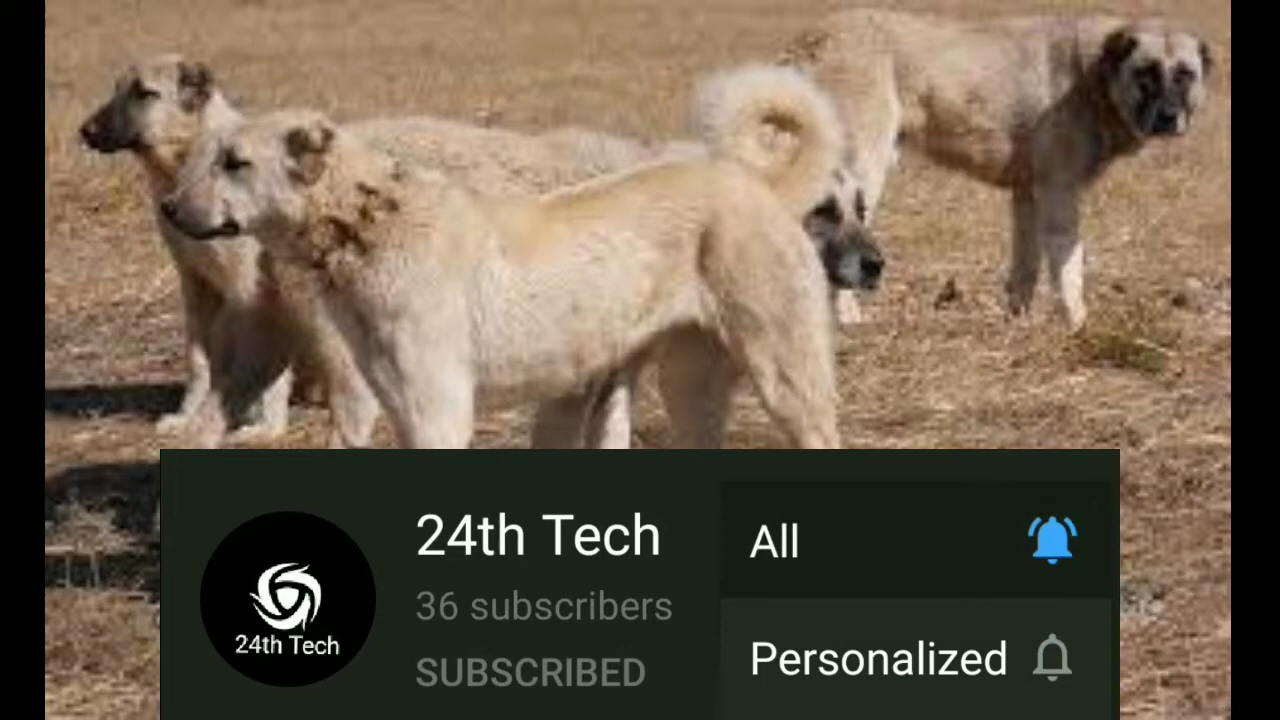 24th Tech
36 subscribers
SUBSCRIBED
24th Tech
All
Personalized